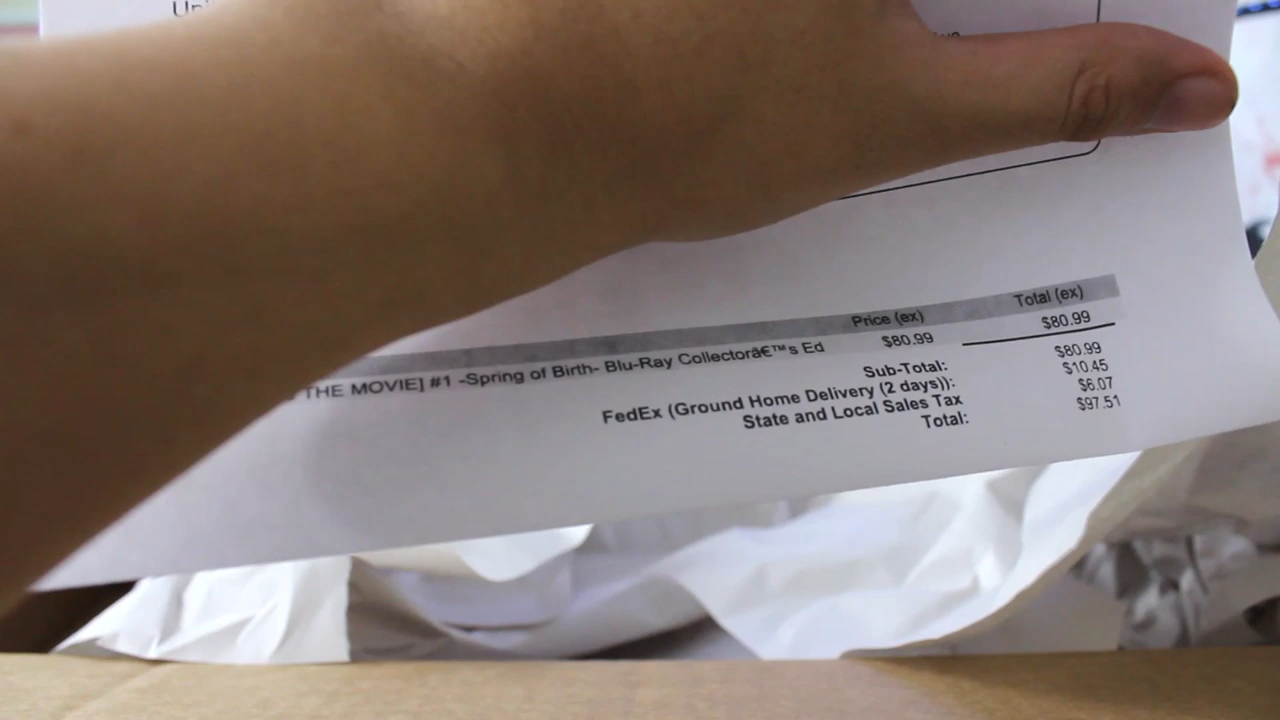 Price (ex) Total (ex)
THE MOVIE] #1 -Spring of Birth- Blu-Ray Collectorâ€™s Ed $80.99 $80.99
Sub-Total: $80.99
FedEx (Ground Home Delivery (2 days)): $10.45
State and Local Sales Tax $6.07
Total: $97.51